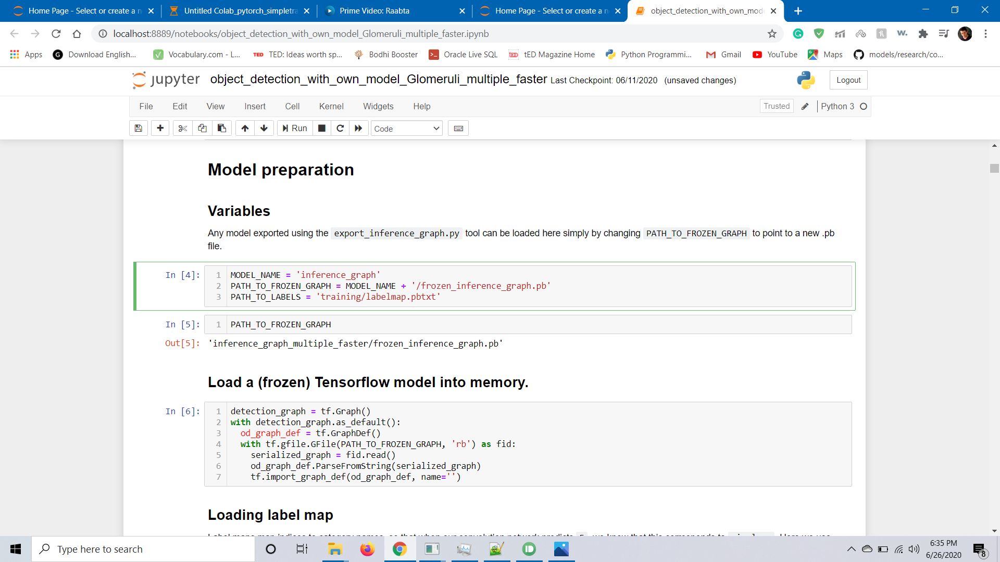 Home Page - Select or create a n
Untitled Colab_pytorch_simpletra
Prime Video: Raabta
Home Page - Select or create a n
object_detection_with_own_mod
localhost:8889/notebooks/object_detection_with_own_model_Glomeruli_multiple_faster.ipynb
Apps
Download English...
Vocabulary.com - L...
TED TED: Ideas worth sp...
Bodhi Booster
Oracle Live SQL
tED tED Magazine Home
Python Programmi...
Gmail
YouTube
Maps
models/research/co...
jupyter object_detection_with_own_model_Glomeruli_multiple_faster Last Checkpoint: 06/11/2020 (unsaved changes)
Logout
File Edit View Insert Cell Kernel Widgets Help
Trusted
Python 3
Run
Code
Model preparation
Variables
Any model exported using the export_inference_graph.py tool can be loaded here simply by changing PATH_TO_FROZEN_GRAPH to point to a new .pb
file.
In [4]:
1 MODEL_NAME = 'inference_graph'
2 PATH_TO_FROZEN_GRAPH = MODEL_NAME + '/frozen_inference_graph.pb'
3 PATH_TO_LABELS = 'training/labelmap.pbtxt'
In [5]:
1 PATH_TO_FROZEN_GRAPH
Out[5]: 'inference_graph_multiple_faster/frozen_inference_graph.pb'
Load a (frozen) Tensorflow model into memory.
In [6]:
1 detection_graph = tf.Graph()
2 with detection_graph.as_default():
3 od_graph_def = tf.GraphDef()
4 with tf.gfile.GFile(PATH_TO_FROZEN_GRAPH, 'rb') as fid:
5 serialized_graph = fid.read()
6 od_graph_def.ParseFromString(serialized_graph)
7 tf.import_graph_def(od_graph_def, name='')
Loading label map
Type here to search
6:35 PM
6/26/2020
8